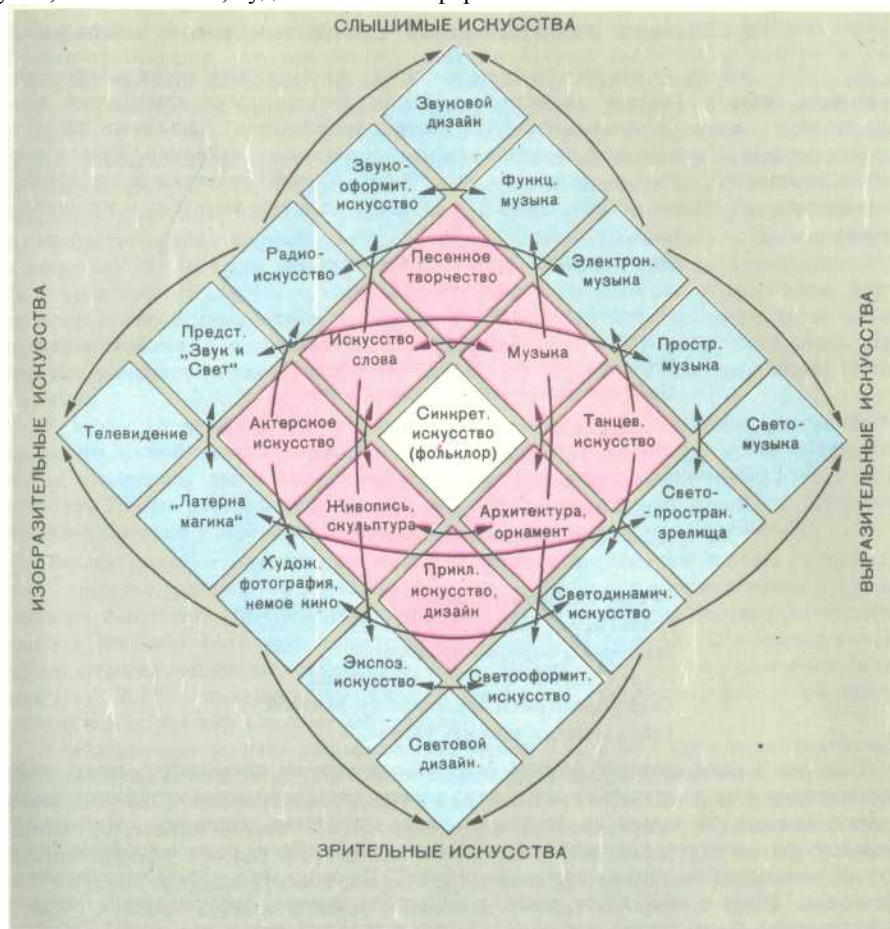 СЛЫШИМЫЕ ИСКУССТВА
Звуковой
дизайн
Звуко-
оформит.
искусство
Функц.
музыка
Радио-
искусство
Песенное
творчество
Электрон.
музыка
Предст.
„Звук и
Свет“
Искусство
слова
Музыка
Простр.
музыка
ИЗОБРАЗИТЕЛЬНЫЕ ИСКУССТВА
Телевидение
Актерское
искусство
Синкрет.
искусство
(фольклор)
Танцев.
искусство
Свето-
музыка
ВЫРАЗИТЕЛЬНЫЕ ИСКУССТВА
„Латерна
магика“
Живопись,
скульптура
Архитектура,
орнамент
Свето-
-простран.
зрелища
Худож.
фотография,
немое кино
Прикл.
искусство,
дизайн
Светодинамич.
искусство
Экспоз.
искусство
Светооформит.
искусство
Световой
дизайн.
ЗРИТЕЛЬНЫЕ ИСКУССТВА